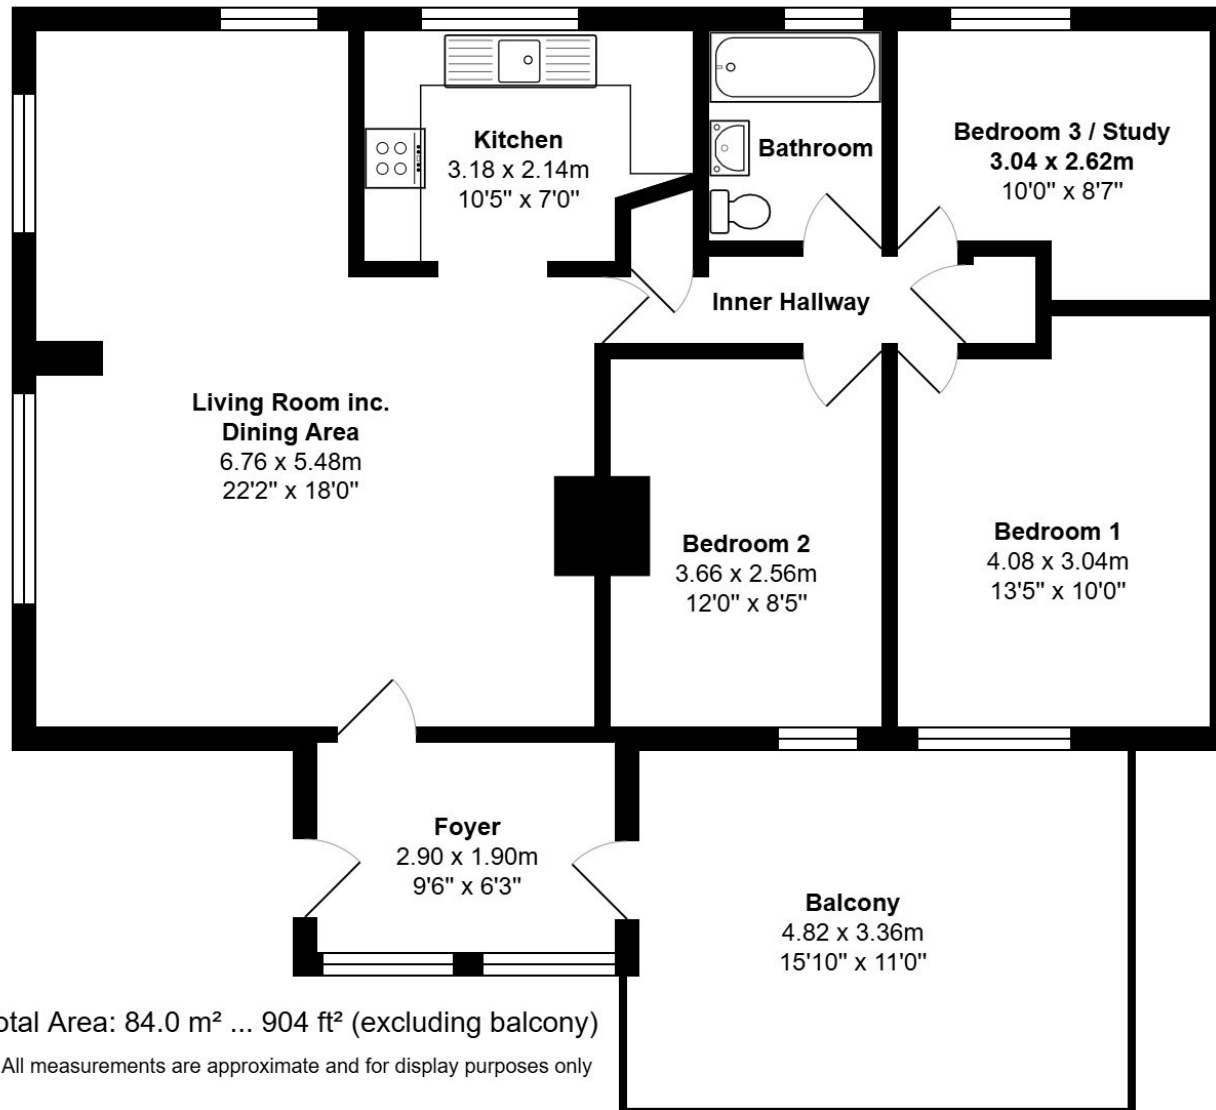 Kitchen
3.18 x 2.14m
10'5" x 7'0"
Bathroom
Bedroom 3 / Study
3.04 x 2.62m
10'0" x 8'7"
Inner Hallway
Living Room inc.
Dining Area
6.76 x 5.48m
22'2" x 18'0"
Bedroom 2
3.66 x 2.56m
12'0" x 8'5"
Bedroom 1
4.08 x 3.04m
13'5" x 10'0"
Foyer
2.90 x 1.90m
9'6" x 6'3"
Balcony
4.82 x 3.36m
15'10" x 11'0"
otal Area: 84.0 m² ... 904 ft² (excluding balcony)
All measurements are approximate and for display purposes only